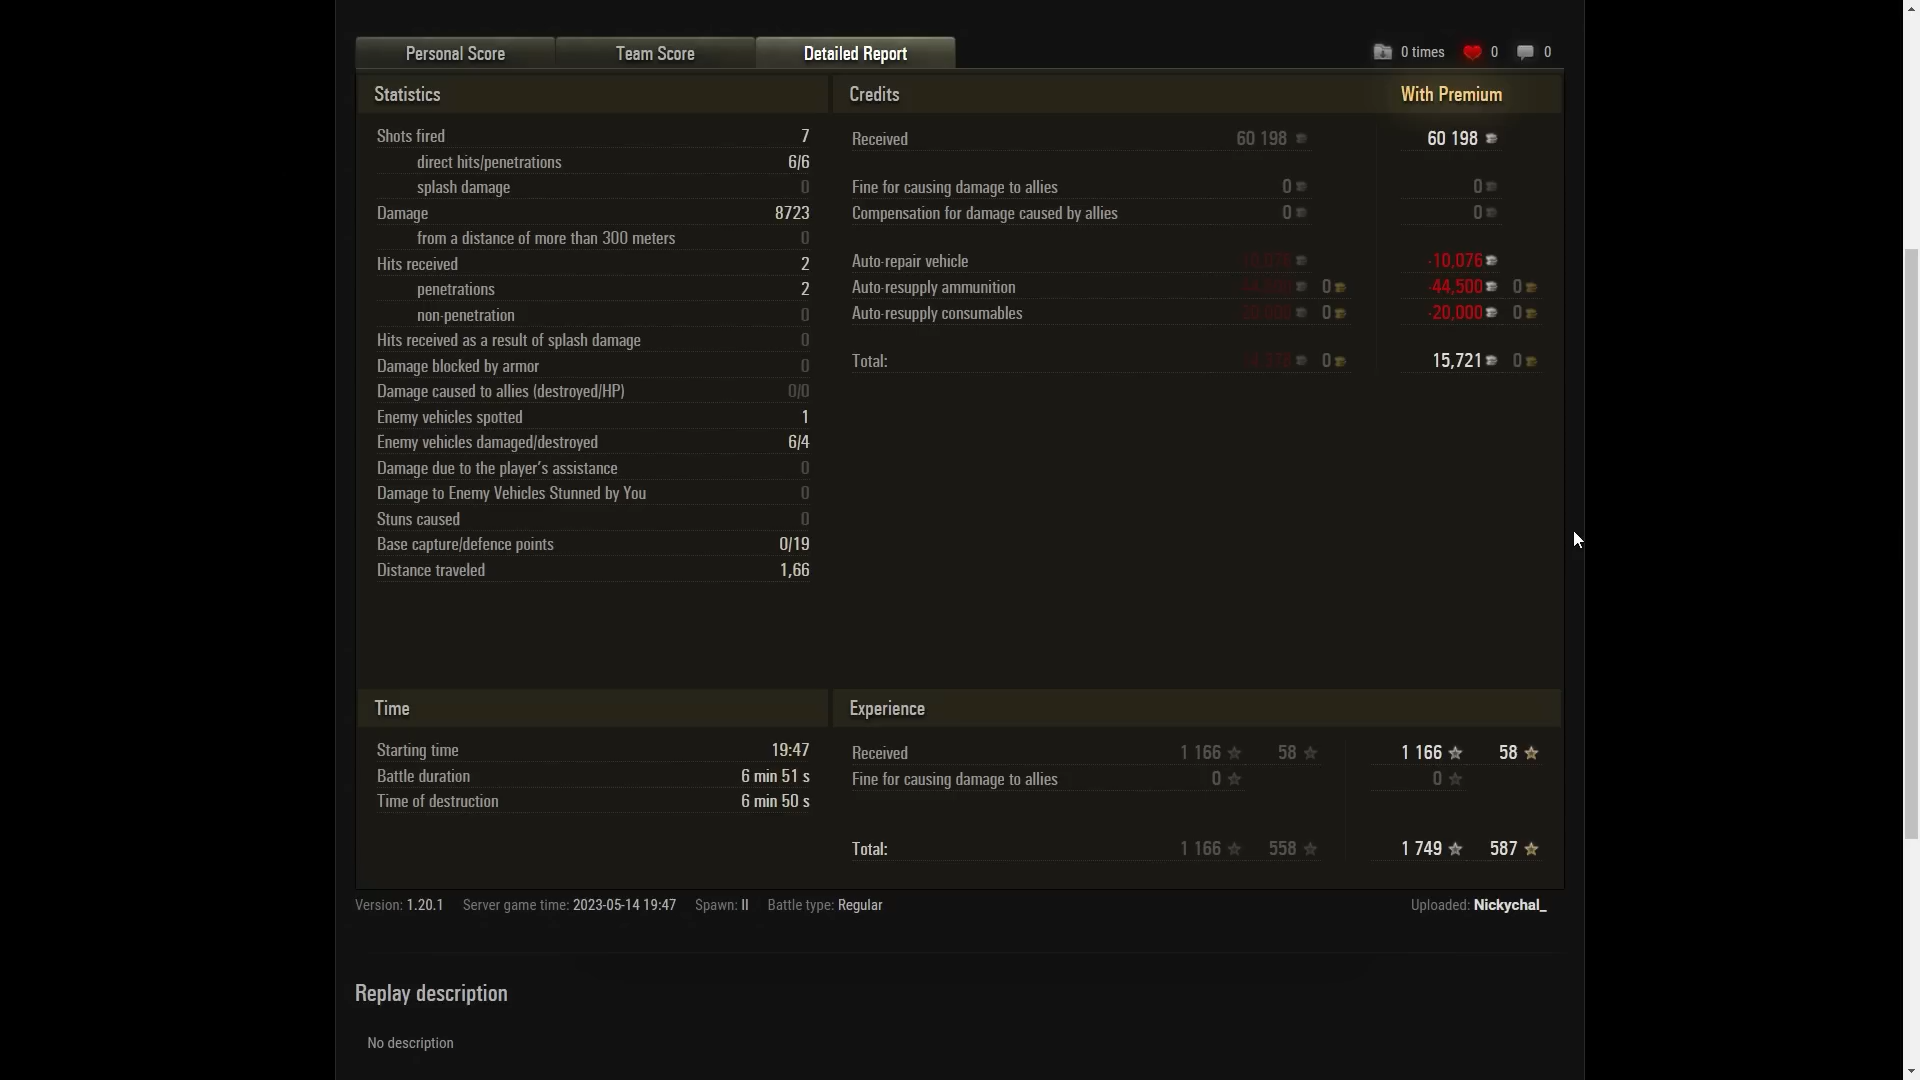 Personal Score Team Score Detailed Report 0 times 0 0
Statistics
Shots fired 7
direct hits/penetrations 6/6
splash damage 0
Damage 8723
from a distance of more than 300 meters 0
Hits received 2
penetrations 2
non-penetration 0
Hits received as a result of splash damage 0
Damage blocked by armor 0
Damage caused to allies (destroyed/HP) 0/0
Enemy vehicles spotted 1
Enemy vehicles damaged/destroyed 6/4
Damage due to the player's assistance 0
Damage to Enemy Vehicles Stunned by You 0
Stuns caused 0
Base capture/defence points 0/19
Distance traveled 1,66
Credits With Premium
Received 60 198 60 198
Fine for causing damage to allies 0 0
Compensation for damage caused by allies 0 0
Auto-repair vehicle -10,076
Auto-resupply ammunition 0 -44,500 0
Auto-resupply consumables 0 -20,000 0
Total: 0 15,721 0
Time
Starting time 19:47
Battle duration 6 min 51 s
Time of destruction 6 min 50 s
Experience
Received 1 166 58 1 166 58
Fine for causing damage to allies 0 0
Total: 1 166 558 1 749 587
Version: 1.20.1 Server game time: 2023-05-14 19:47 Spawn: II Battle type: Regular Uploaded: Nickychal_
Replay description
No description